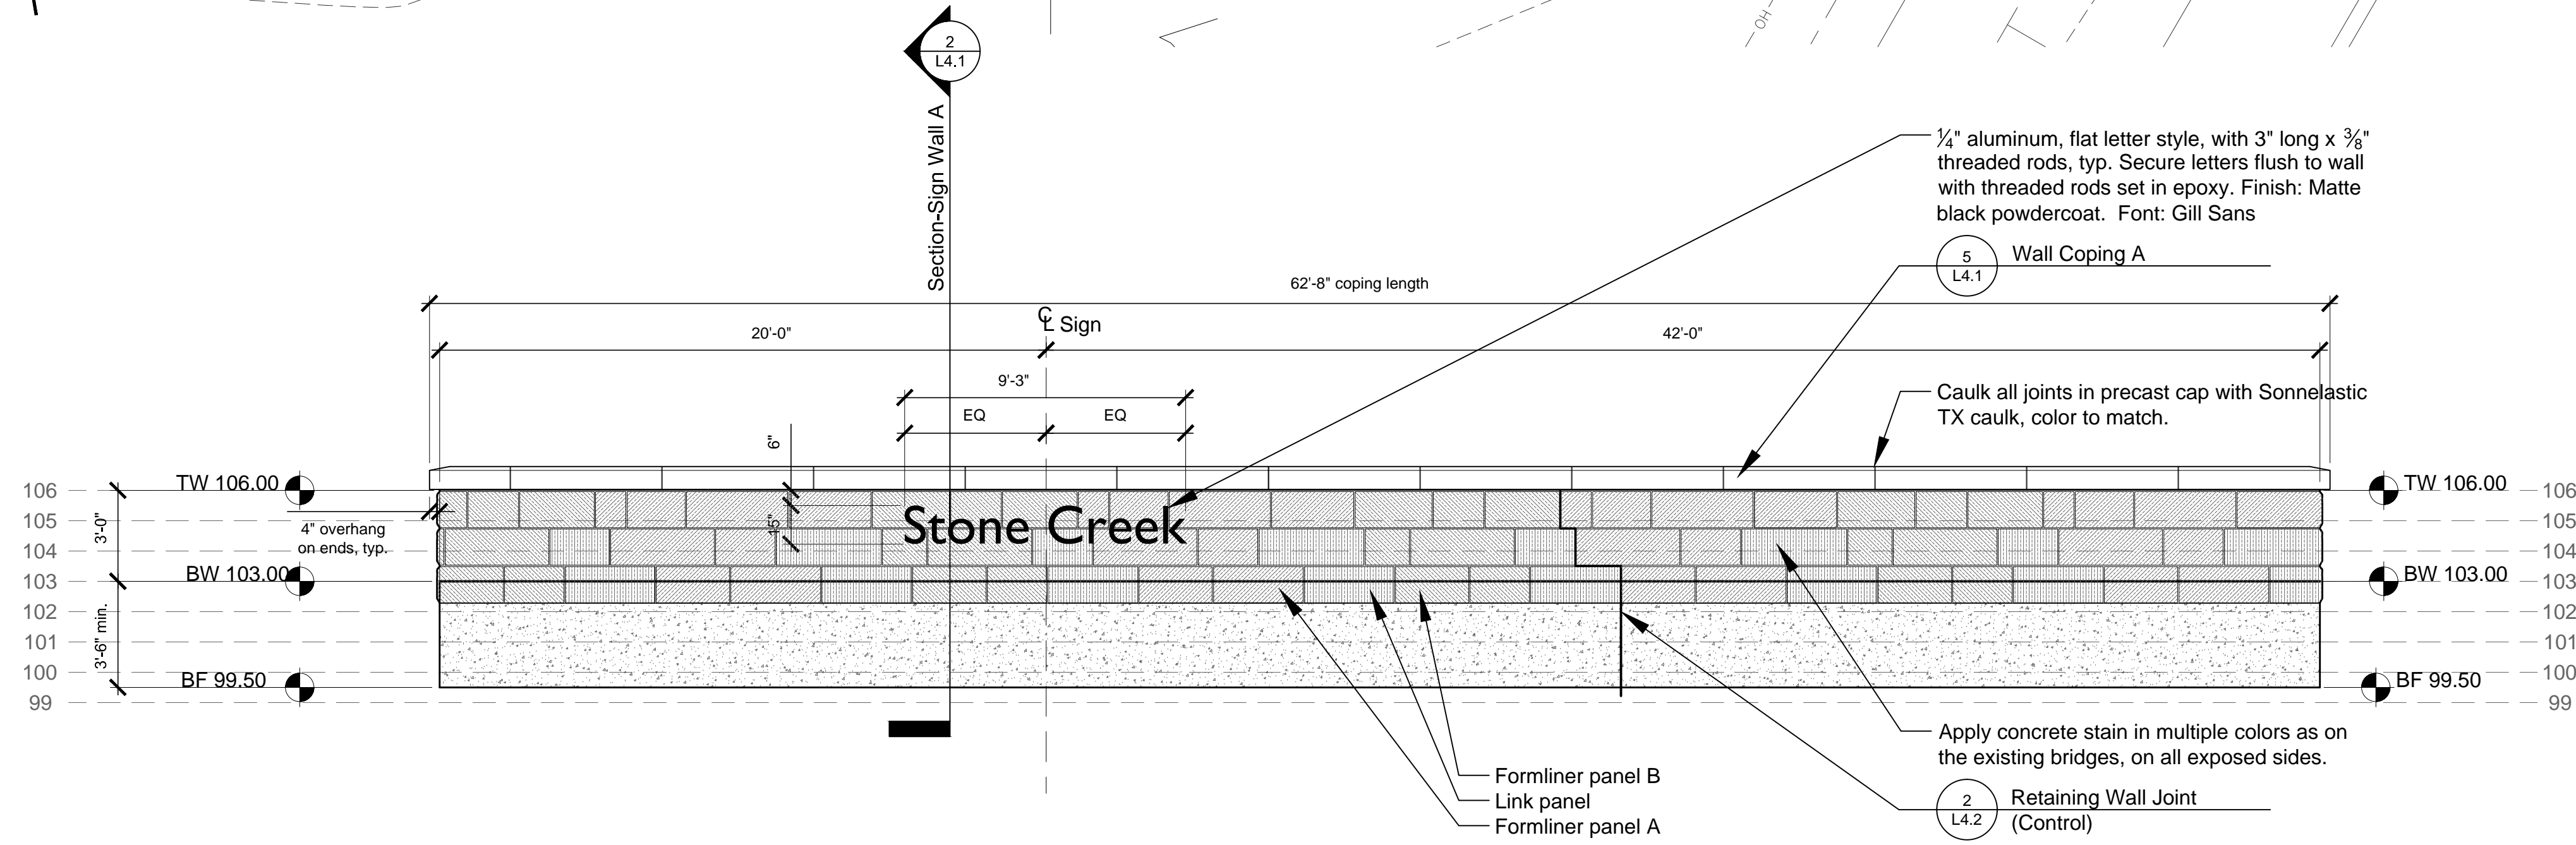 OH
2
L4.1
Section-Sign Wall A
¼" aluminum, flat letter style, with 3" long x ⅜"
threaded rods, typ. Secure letters flush to wall
with threaded rods set in epoxy. Finish: Matte
black powdercoat.  Font: Gill Sans
5
L4.1
Wall Coping A
62'-8" coping length
℄ Sign
20'-0"
42'-0"
9'-3"
EQ
EQ
Caulk all joints in precast cap with Sonnelastic
TX caulk, color to match.
6"
15"
106
105
104
103
102
101
100
99
3'-0"
3'-6" min.
TW 106.00
4" overhang
on ends, typ.
BW 103.00
BF 99.50
Stone Creek
TW 106.00
BW 103.00
BF 99.50
106
105
104
103
102
101
100
99
Formliner panel B
Link panel
Formliner panel A
Apply concrete stain in multiple colors as on
the existing bridges, on all exposed sides.
2
L4.2
Retaining Wall Joint
(Control)